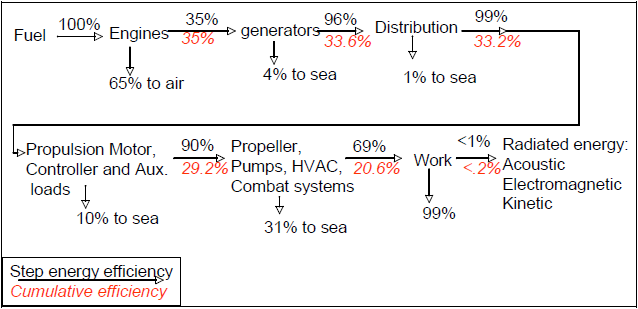 Fuel 100% Engines 35% 35% generators 96% 33.6% Distribution 99% 33.2%
65% to air
4% to sea
1% to sea
Propulsion Motor,
Controller and Aux.
loads
90%
29.2%
Propeller,
Pumps, HVAC,
Combat systems
69%
20.6%
Work
<1%
<.2%
Radiated energy:
Acoustic
Electromagnetic
Kinetic
10% to sea
31% to sea
99%
Step energy efficiency
Cumulative efficiency